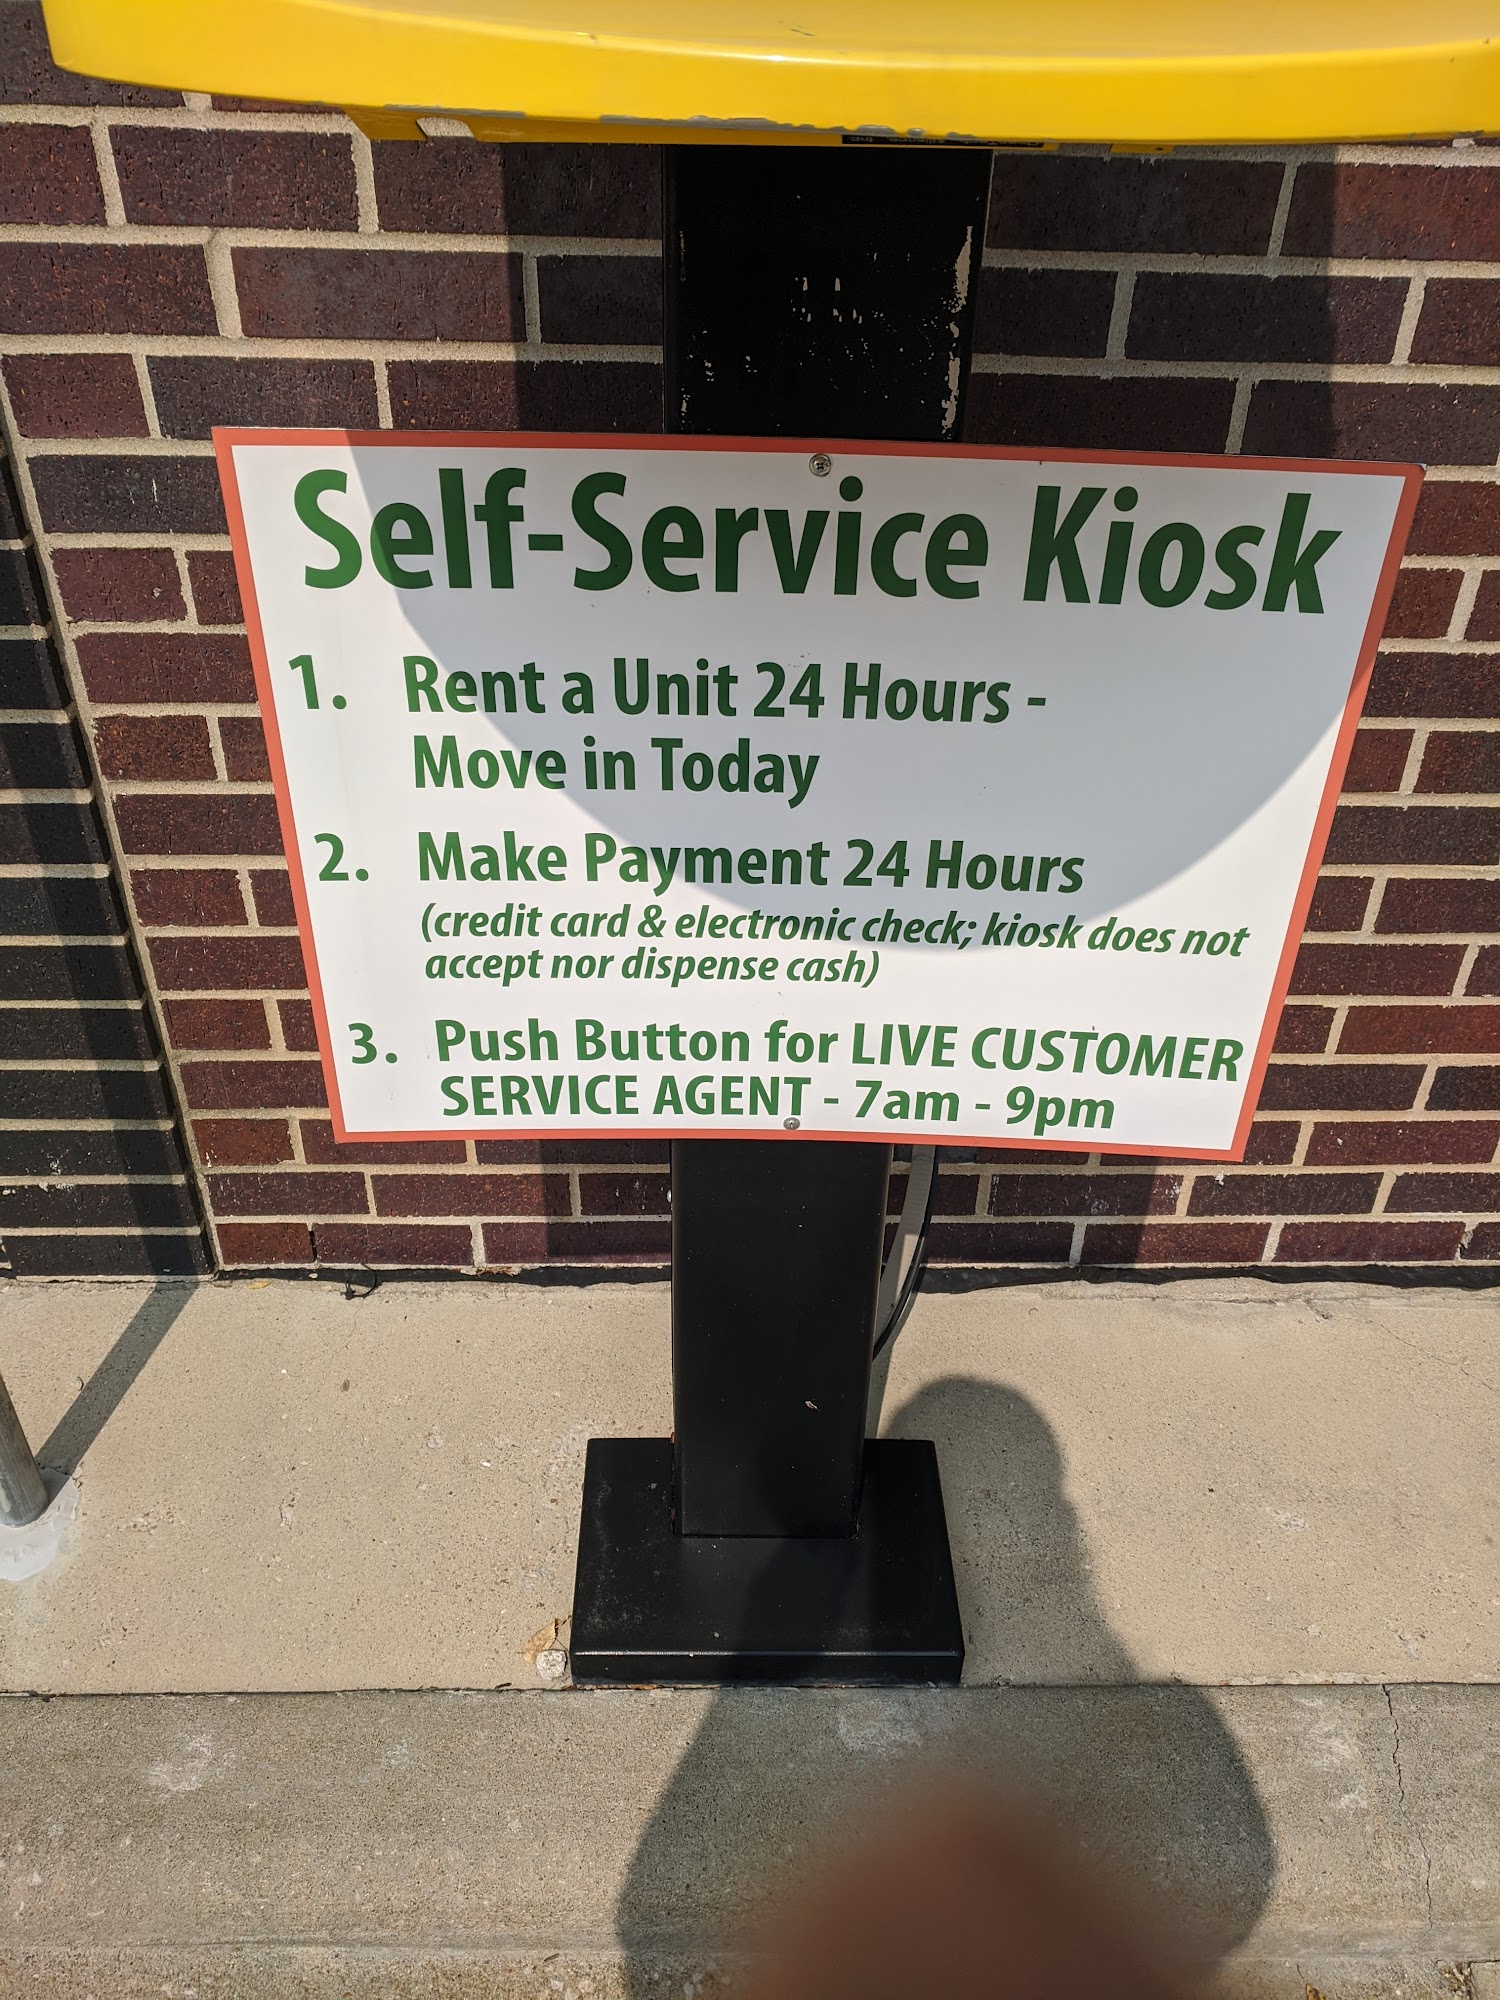 Self-Service Kiosk
1. Rent a Unit 24 Hours -
Move in Today
2. Make Payment 24 Hours
(credit card & electronic check; kiosk does not
accept nor dispense cash)
3. Push Button for LIVE CUSTOMER
SERVICE AGENT - 7am - 9pm